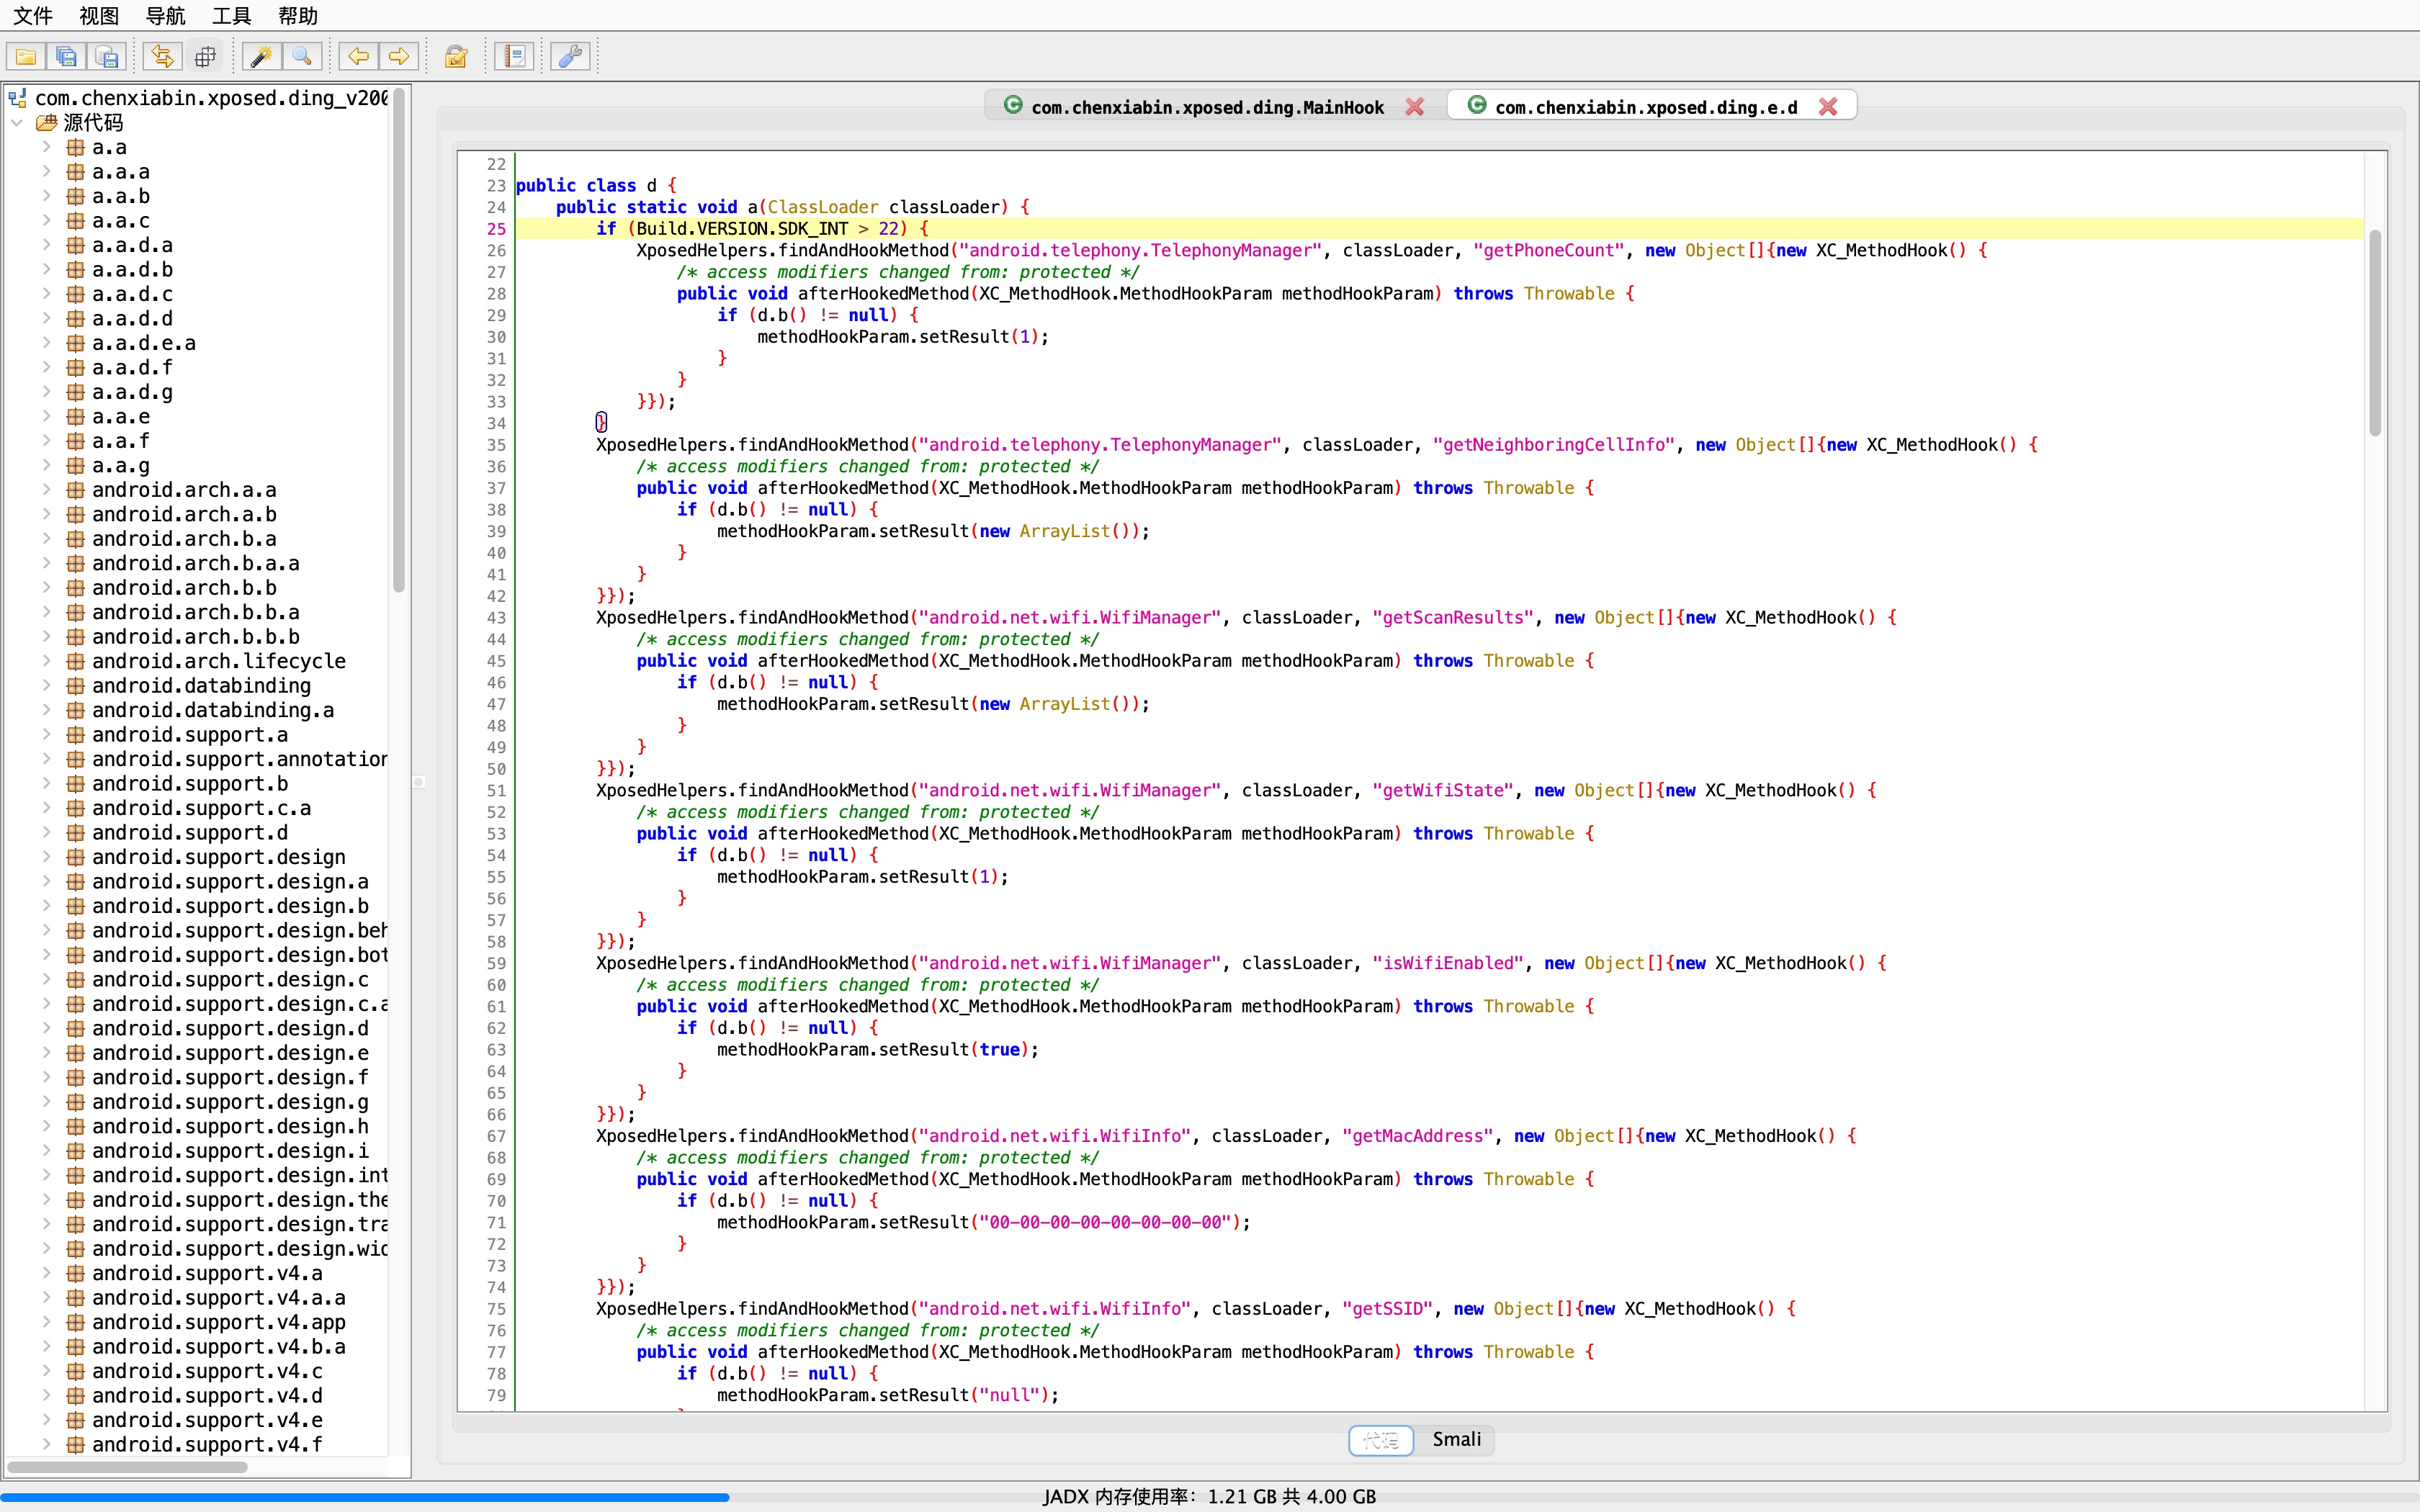 文件 视图 导航 工具 帮助
com.chenxiabin.xposed.ding_v200
源代码
a.a
a.a.a
a.a.b
a.a.c
a.a.d.a
a.a.d.b
a.a.d.c
a.a.d.d
a.a.d.e.a
a.a.d.f
a.a.d.g
a.a.e
a.a.f
a.a.g
android.arch.a.a
android.arch.a.b
android.arch.b.a
android.arch.b.a.a
android.arch.b.b
android.arch.b.b.a
android.arch.b.b.b
android.arch.lifecycle
android.databinding
android.databinding.a
android.support.a
android.support.annotation
android.support.b
android.support.c.a
android.support.d
android.support.design
android.support.design.a
android.support.design.b
android.support.design.beh
android.support.design.bot
android.support.design.c
android.support.design.c.a
android.support.design.d
android.support.design.e
android.support.design.f
android.support.design.g
android.support.design.h
android.support.design.i
android.support.design.int
android.support.design.the
android.support.design.tra
android.support.design.wid
android.support.v4.a
android.support.v4.a.a
android.support.v4.app
android.support.v4.b.a
android.support.v4.c
android.support.v4.d
android.support.v4.e
android.support.v4.f
com.chenxiabin.xposed.ding.MainHook com.chenxiabin.xposed.ding.e.d
22
23 public class d {
24     public static void a(ClassLoader classLoader) {
25         if (Build.VERSION.SDK_INT > 22) {
26             XposedHelpers.findAndHookMethod("android.telephony.TelephonyManager", classLoader, "getPhoneCount", new Object[]{new XC_MethodHook() {
27                 /* access modifiers changed from: protected */
28                 public void afterHookedMethod(XC_MethodHook.MethodHookParam methodHookParam) throws Throwable {
29                     if (d.b() != null) {
30                         methodHookParam.setResult(1);
31                     }
32                 }
33             }});
34         }
35         XposedHelpers.findAndHookMethod("android.telephony.TelephonyManager", classLoader, "getNeighboringCellInfo", new Object[]{new XC_MethodHook() {
36             /* access modifiers changed from: protected */
37             public void afterHookedMethod(XC_MethodHook.MethodHookParam methodHookParam) throws Throwable {
38                 if (d.b() != null) {
39                     methodHookParam.setResult(new ArrayList());
40                 }
41             }
42         }});
43         XposedHelpers.findAndHookMethod("android.net.wifi.WifiManager", classLoader, "getScanResults", new Object[]{new XC_MethodHook() {
44             /* access modifiers changed from: protected */
45             public void afterHookedMethod(XC_MethodHook.MethodHookParam methodHookParam) throws Throwable {
46                 if (d.b() != null) {
47                     methodHookParam.setResult(new ArrayList());
48                 }
49             }
50         }});
51         XposedHelpers.findAndHookMethod("android.net.wifi.WifiManager", classLoader, "getWifiState", new Object[]{new XC_MethodHook() {
52             /* access modifiers changed from: protected */
53             public void afterHookedMethod(XC_MethodHook.MethodHookParam methodHookParam) throws Throwable {
54                 if (d.b() != null) {
55                     methodHookParam.setResult(1);
56                 }
57             }
58         }});
59         XposedHelpers.findAndHookMethod("android.net.wifi.WifiManager", classLoader, "isWifiEnabled", new Object[]{new XC_MethodHook() {
60             /* access modifiers changed from: protected */
61             public void afterHookedMethod(XC_MethodHook.MethodHookParam methodHookParam) throws Throwable {
62                 if (d.b() != null) {
63                     methodHookParam.setResult(true);
64                 }
65             }
66         }});
67         XposedHelpers.findAndHookMethod("android.net.wifi.WifiInfo", classLoader, "getMacAddress", new Object[]{new XC_MethodHook() {
68             /* access modifiers changed from: protected */
69             public void afterHookedMethod(XC_MethodHook.MethodHookParam methodHookParam) throws Throwable {
70                 if (d.b() != null) {
71                     methodHookParam.setResult("00-00-00-00-00-00-00-00");
72                 }
73             }
74         }});
75         XposedHelpers.findAndHookMethod("android.net.wifi.WifiInfo", classLoader, "getSSID", new Object[]{new XC_MethodHook() {
76             /* access modifiers changed from: protected */
77             public void afterHookedMethod(XC_MethodHook.MethodHookParam methodHookParam) throws Throwable {
78                 if (d.b() != null) {
79                     methodHookParam.setResult("null");
代码 Smali
JADX 内存使用率：1.21 GB 共 4.00 GB